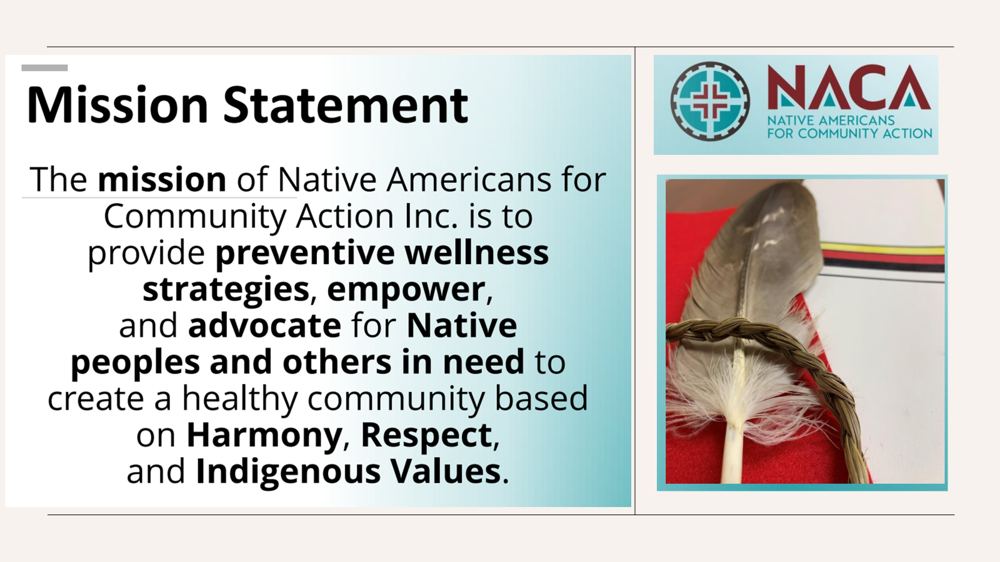 Mission Statement
The mission of Native Americans for
Community Action Inc. is to
provide preventive wellness
strategies, empower,
and advocate for Native
peoples and others in need to
create a healthy community based
on Harmony, Respect,
and Indigenous Values.
NACA
NATIVE AMERICANS
FOR COMMUNITY ACTION